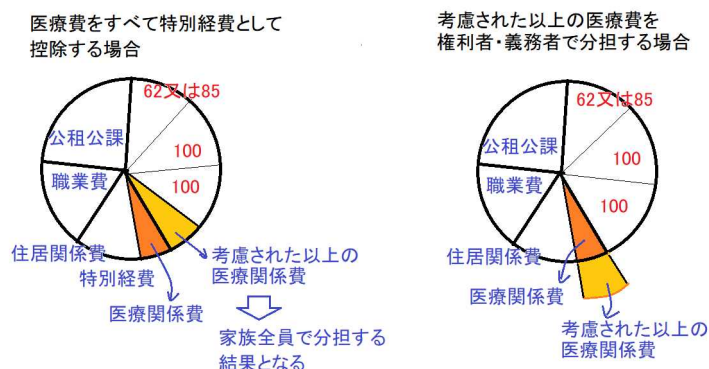 医療費をすべて特別経費として
控除する場合
62又は85
公租公課
100
職業費
100
住居関係費
特別経費
考慮された以上の
医療関係費
医療関係費
家族全員で分担する
結果となる
考慮された以上の医療費を
権利者・義務者で分担する場合
62又は85
公租公課
100
職業費
100
住居関係費
医療関係費
考慮された以上の
医療関係費